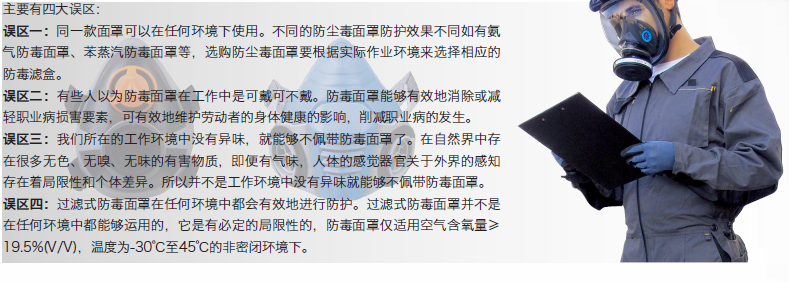 主要有四大误区：
误区一：同一款面罩可以在任何环境下使用。不同的防尘毒面罩防护效果不同如有氨
气防毒面罩、苯蒸汽防毒面罩等，选购防尘毒面罩要根据实际作业环境来选择相应的
防毒滤盒。
误区二：有些人以为防毒面罩在工作中是可戴可不戴。防毒面罩能够有效地消除或减
轻职业病损害要素，可有效地维护劳动者的身体健康的影响，削减职业病的发生。
误区三：我们所在的工作环境中没有异味，就能够不佩带防毒面罩了。在自然界中存
在很多无色、无嗅、无味的有害物质，即便有气味，人体的感觉器官关于外界的感知
存在着局限性和个体差异。所以并不是工作环境中没有异味就能够不佩带防毒面罩。
误区四：过滤式防毒面罩在任何环境中都会有效地进行防护。过滤式防毒面罩并不是
在任何环境中都能够运用的，它是有必定的局限性的，防毒面罩仅适用空气含氧量≥
19.5%(V/V)，温度为-30℃至45℃的非密闭环境下。